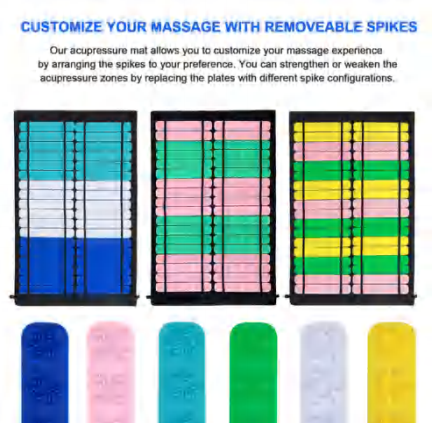 CUSTOMIZE YOUR MASSAGE WITH REMOVEABLE SPIKES
Our acupressure mat allows you to customize your massage experience
by arranging the spikes to your preference. You can strengthen or weaken the
acupressure zones by replacing the plates with different spike configurations.